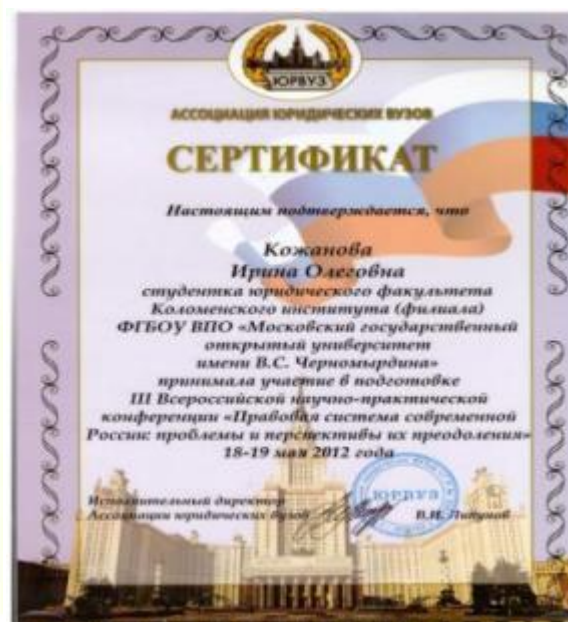 ЮРВУЗ
АССОЦИАЦИЯ ЮРИДИЧЕСКИХ ВУЗОВ
СЕРТИФИКАТ
Настоящим подтверждается, что
Кожанова
Ирина Олеговна
студентка юридического факультета
Коломенского института (филиала)
ФГБОУ ВПО «Московский государственный
открытый университет
имени В.С. Черномырдина»
принимала участие в подготовке
III Всероссийской научно-практической
конференции «Правовая система современной
России: проблемы и перспективы их преодоления»
18-19 мая 2012 года
Исполнительный директор
Ассоциации юридических вузов
ЮРВУЗ
В.И.